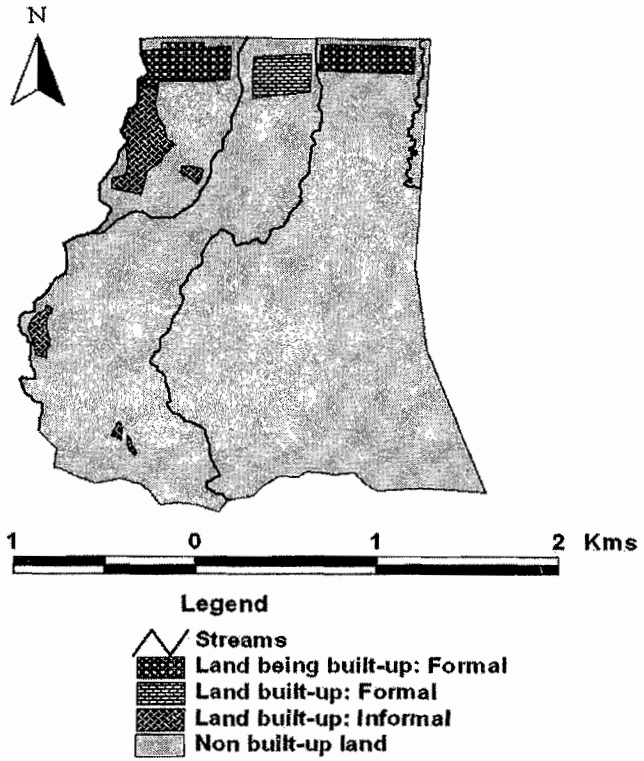 N
1 0 1 2 Kms
Legend
Streams
Land being built-up: Formal
Land built-up: Formal
Land built-up: Informal
Non built-up land